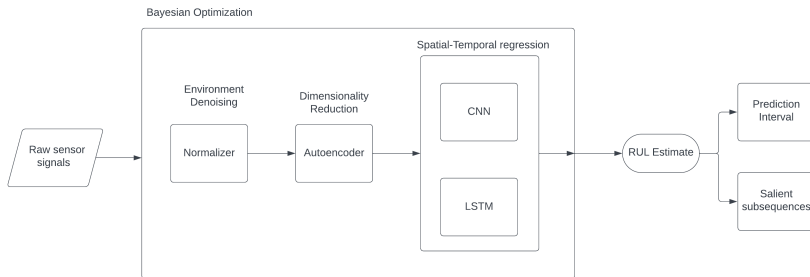 Bayesian Optimization
Spatial-Temporal regression
Environment
Denoising
Dimensionality
Reduction
Raw sensor
signals
Normalizer
Autoencoder
CNN
LSTM
RUL Estimate
Prediction
Interval
Salient
subsequences